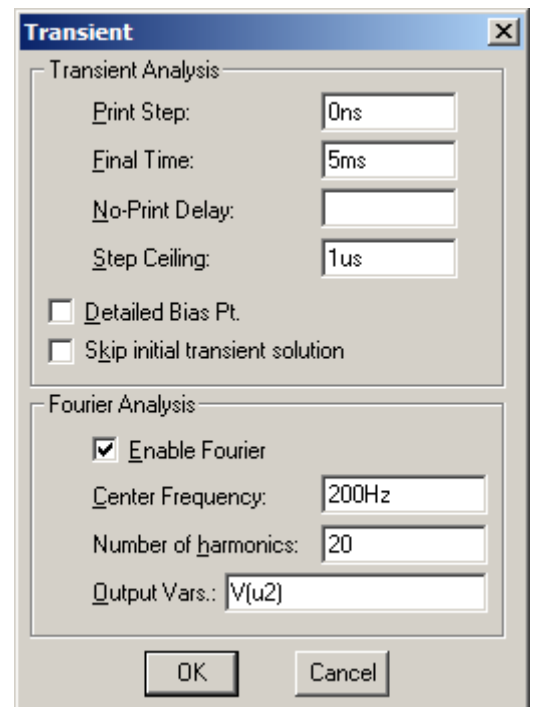 Transient
Transient Analysis
Print Step: 0ns
Final Time: 5ms
No-Print Delay:
Step Ceiling: 1us
Detailed Bias Pt.
Skip initial transient solution
Fourier Analysis
Enable Fourier
Center Frequency: 200Hz
Number of harmonics: 20
Output Vars.: V(u2)
OK Cancel